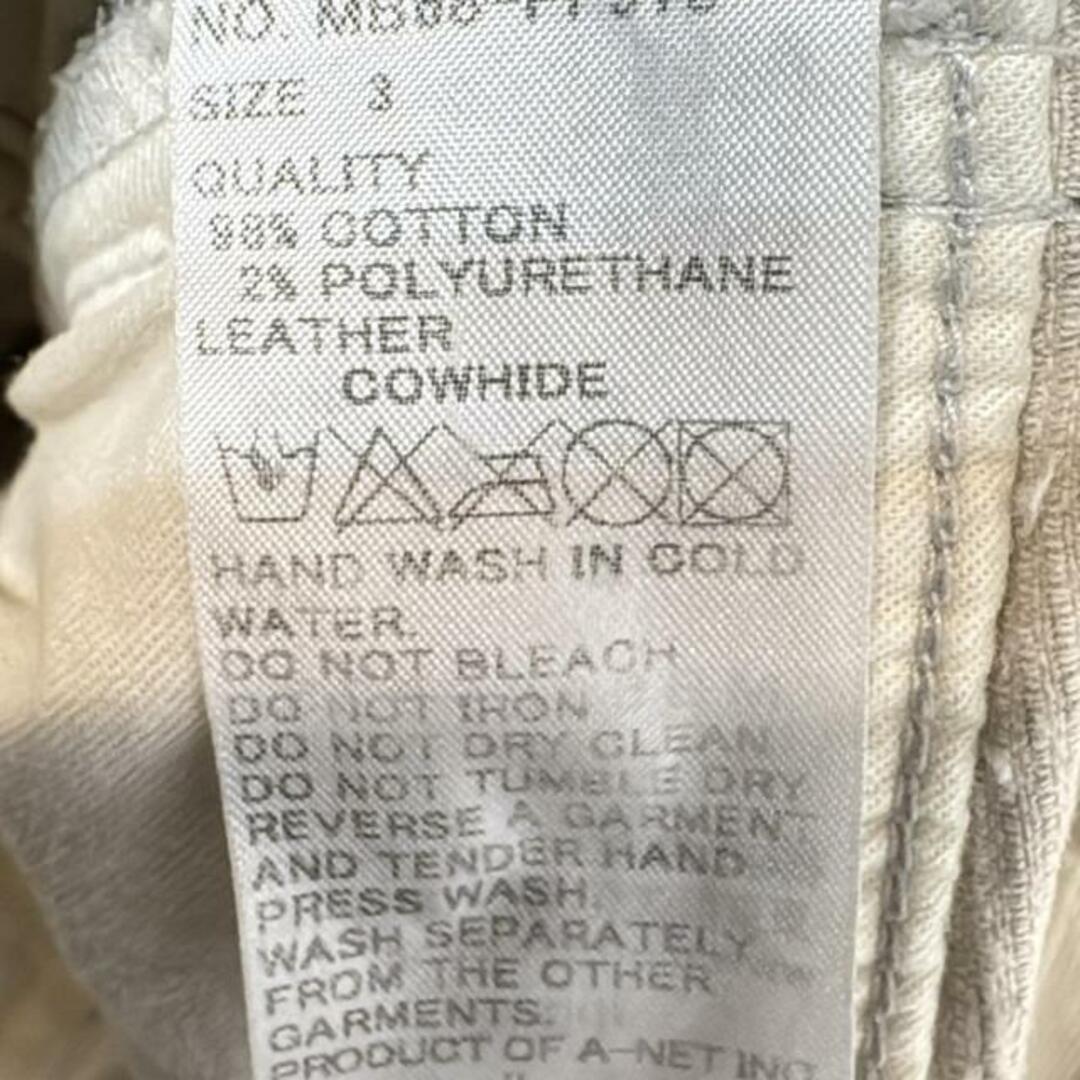 NO.
SIZE 3
QUALITY
98% COTTON
2% POLYURETHANE
LEATHER
COWHIDE
HAND WASH IN COLD
WATER.
DO NOT BLEACH
DO NOT IRON
DO NOT DRY CLEAN
DO NOT TUMBLE DRY
REVERSE A GARMENT
AND TENDER HAND
PRESS WASH.
WASH SEPARATELY
FROM THE OTHER
GARMENTS.
PRODUCT OF A-NET INC.